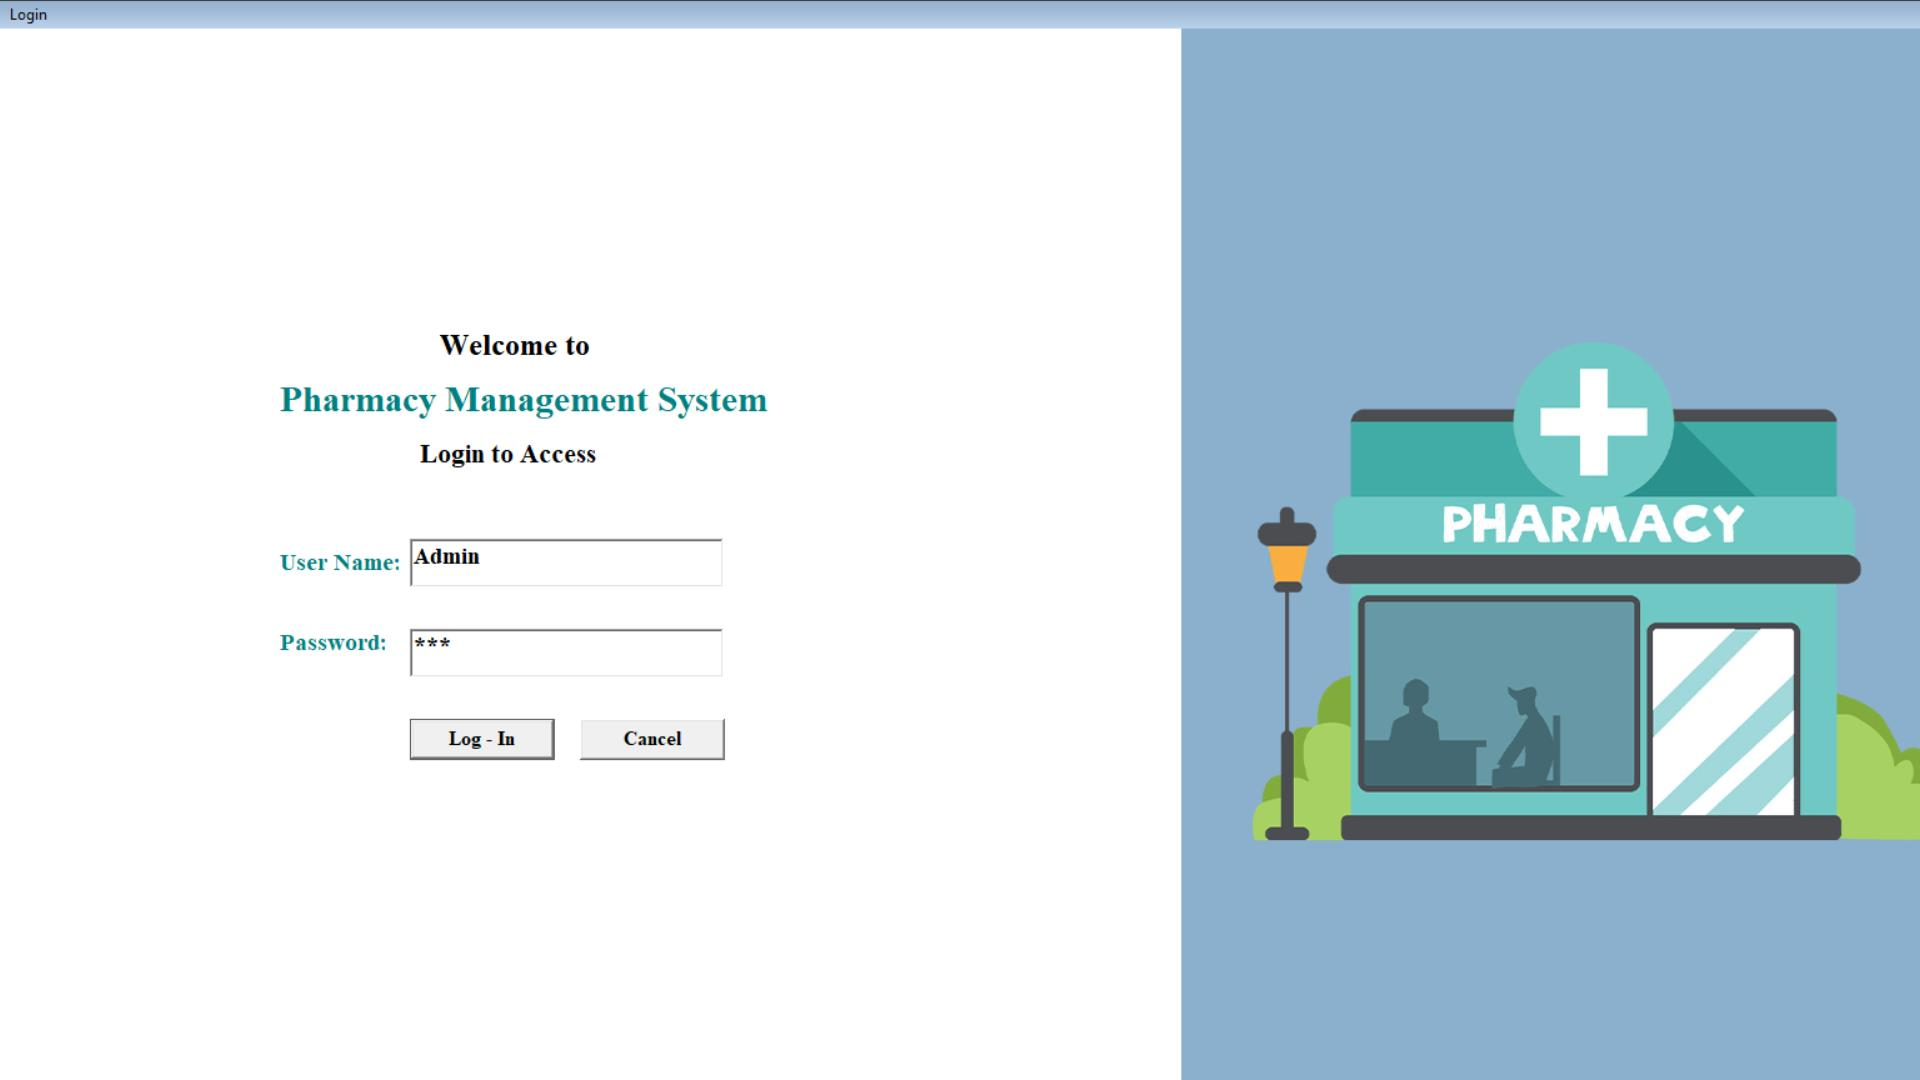 Login
Welcome to
Pharmacy Management System
Login to Access
User Name: Admin
Password: ***
Log - In Cancel
PHARMACY